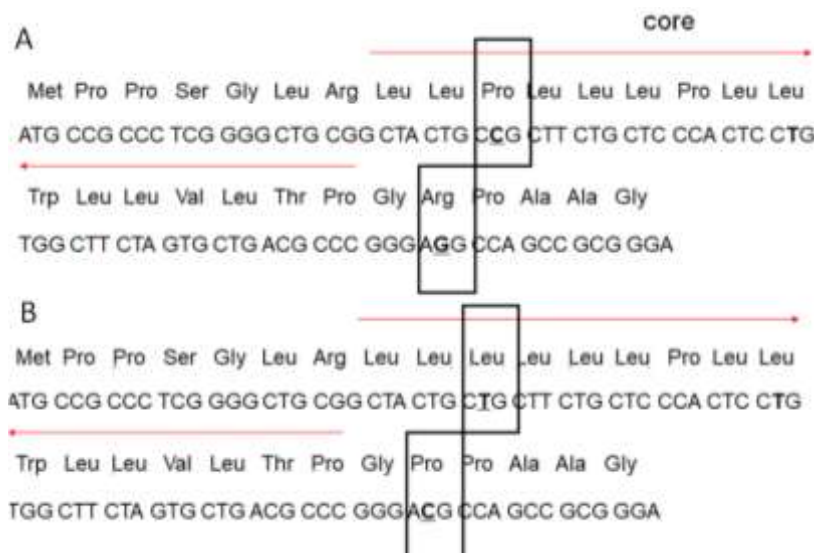 A
core
Met Pro Pro Ser Gly Leu Arg Leu Leu Pro Leu Leu Leu Pro Leu Leu
ATG CCG CCC TCG GGG CTG CGG CTA CTG CCG CTT CTG CTC CCA CTC CTG
Trp Leu Leu Val Leu Thr Pro Gly Arg Pro Ala Ala Gly
TGG CTT CTA GTG CTG ACG CCC GGG AGG CCA GCC GCG GGA
B
Met Pro Pro Ser Gly Leu Arg Leu Leu Leu Leu Leu Leu Pro Leu Leu
ATG CCG CCC TCG GGG CTG CGG CTA CTG CTG CTT CTG CTC CCA CTC CTG
Trp Leu Leu Val Leu Thr Pro Gly Pro Pro Ala Ala Gly
TGG CTT CTA GTG CTG ACG CCC GGG ACG CCA GCC GCG GGA